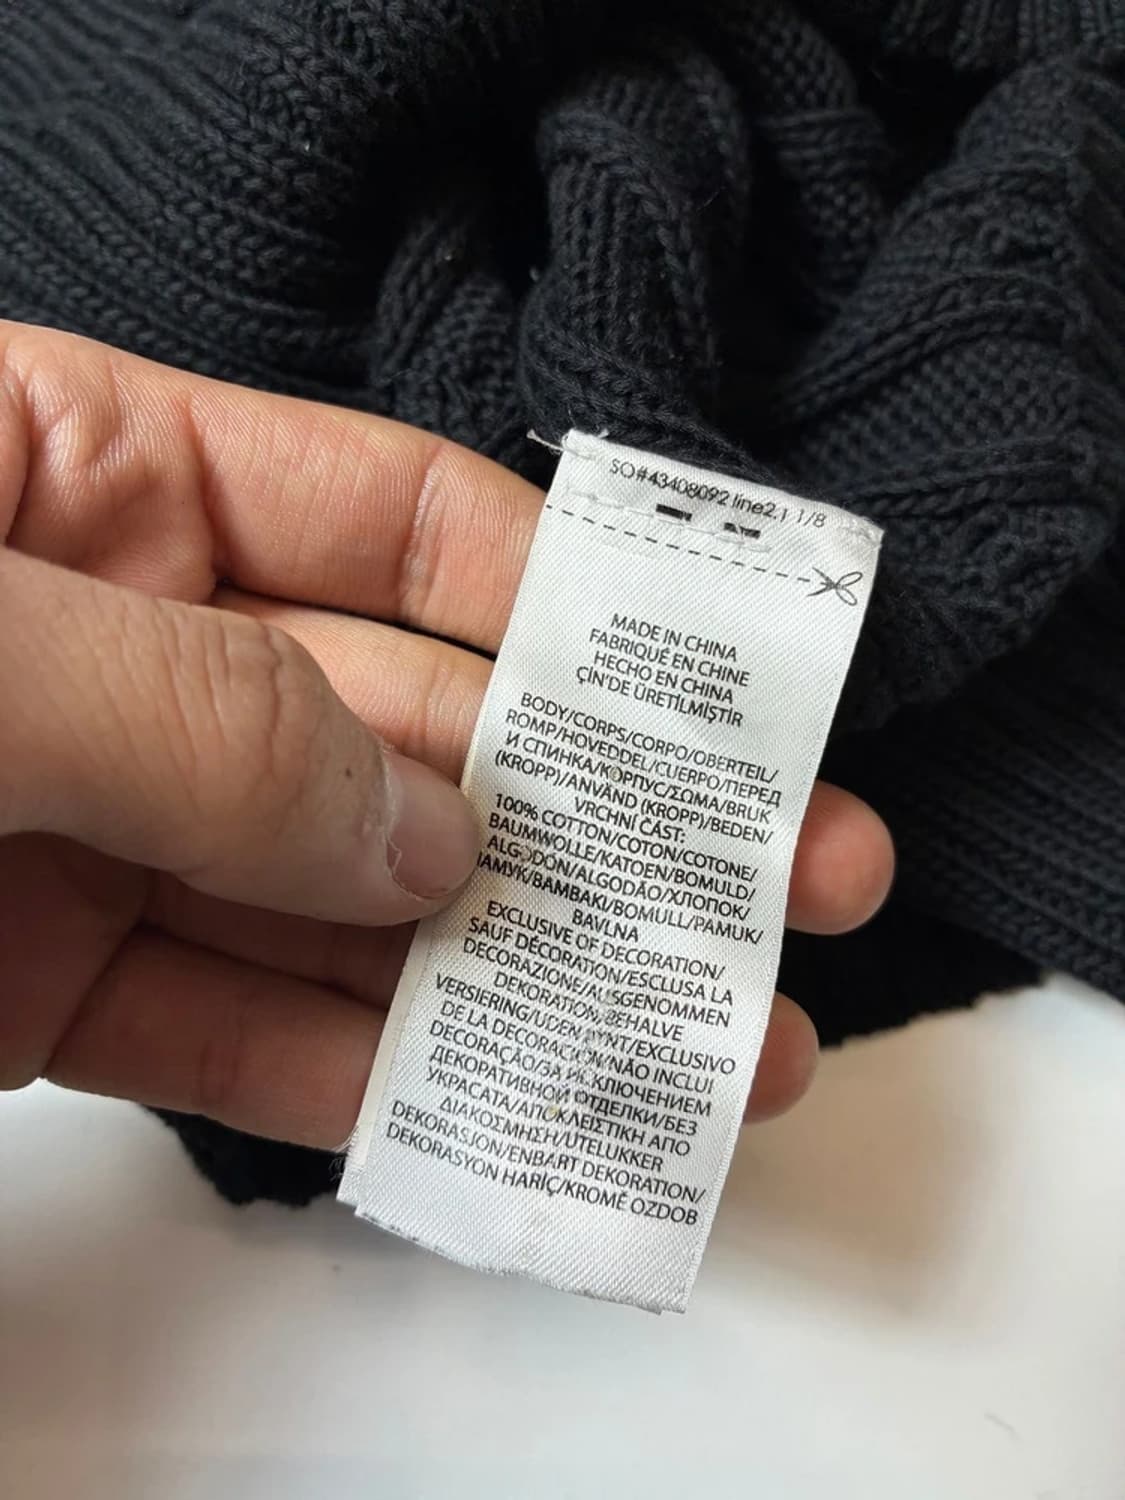 SO#43408092 line2.1 1/8
MADE IN CHINA
FABRIQUÉ EN CHINE
HECHO EN CHINA
ÇİN'DE ÜRETİLMİŞTİR
BODY/CORPS/CORPO/OBERTEIL/
ROMP/HOVEDDEL/CUERPO/ПЕРЕД
И СПИНКА/КОРПУС/ΣΩΜΑ/BRUK
(KROPP)/ANVÄND (KROPP)/BEDEN/
VRCHNÍ ČÁST:
100% COTTON/COTON/COTONE/
BAUMWOLLE/KATOEN/BOMULD/
ALGODÓN/ALGODÃO/ХЛОПОК/
ПАМУК/ΒΑΜΒΑΚΙ/BOMULL/PAMUK/
BAVLNA
EXCLUSIVE OF DECORATION/
SAUF DÉCORATION/ESCLUSA LA
DECORAZIONE/AUSGENOMMEN
DEKORATION/BEHALVE
VERSIERING/UDEN PYNT/EXCLUSIVO
DE LA DECORACIÓN/NÃO INCLUI
DECORAÇÃO/ЗА ИСКЛЮЧЕНИЕМ
ДЕКОРАТИВНОЙ ОТДЕЛКИ/БЕЗ
УКРАСАТА/ΑΠΟΚΛΕΙΣΤΙΚΗ ΑΠΟ
ΔΙΑΚΟΣΜΗΣΗ/UTELUKKER
DEKORASJON/ENBART DEKORATION/
DEKORASYON HARİÇ/KROMĚ OZDOB